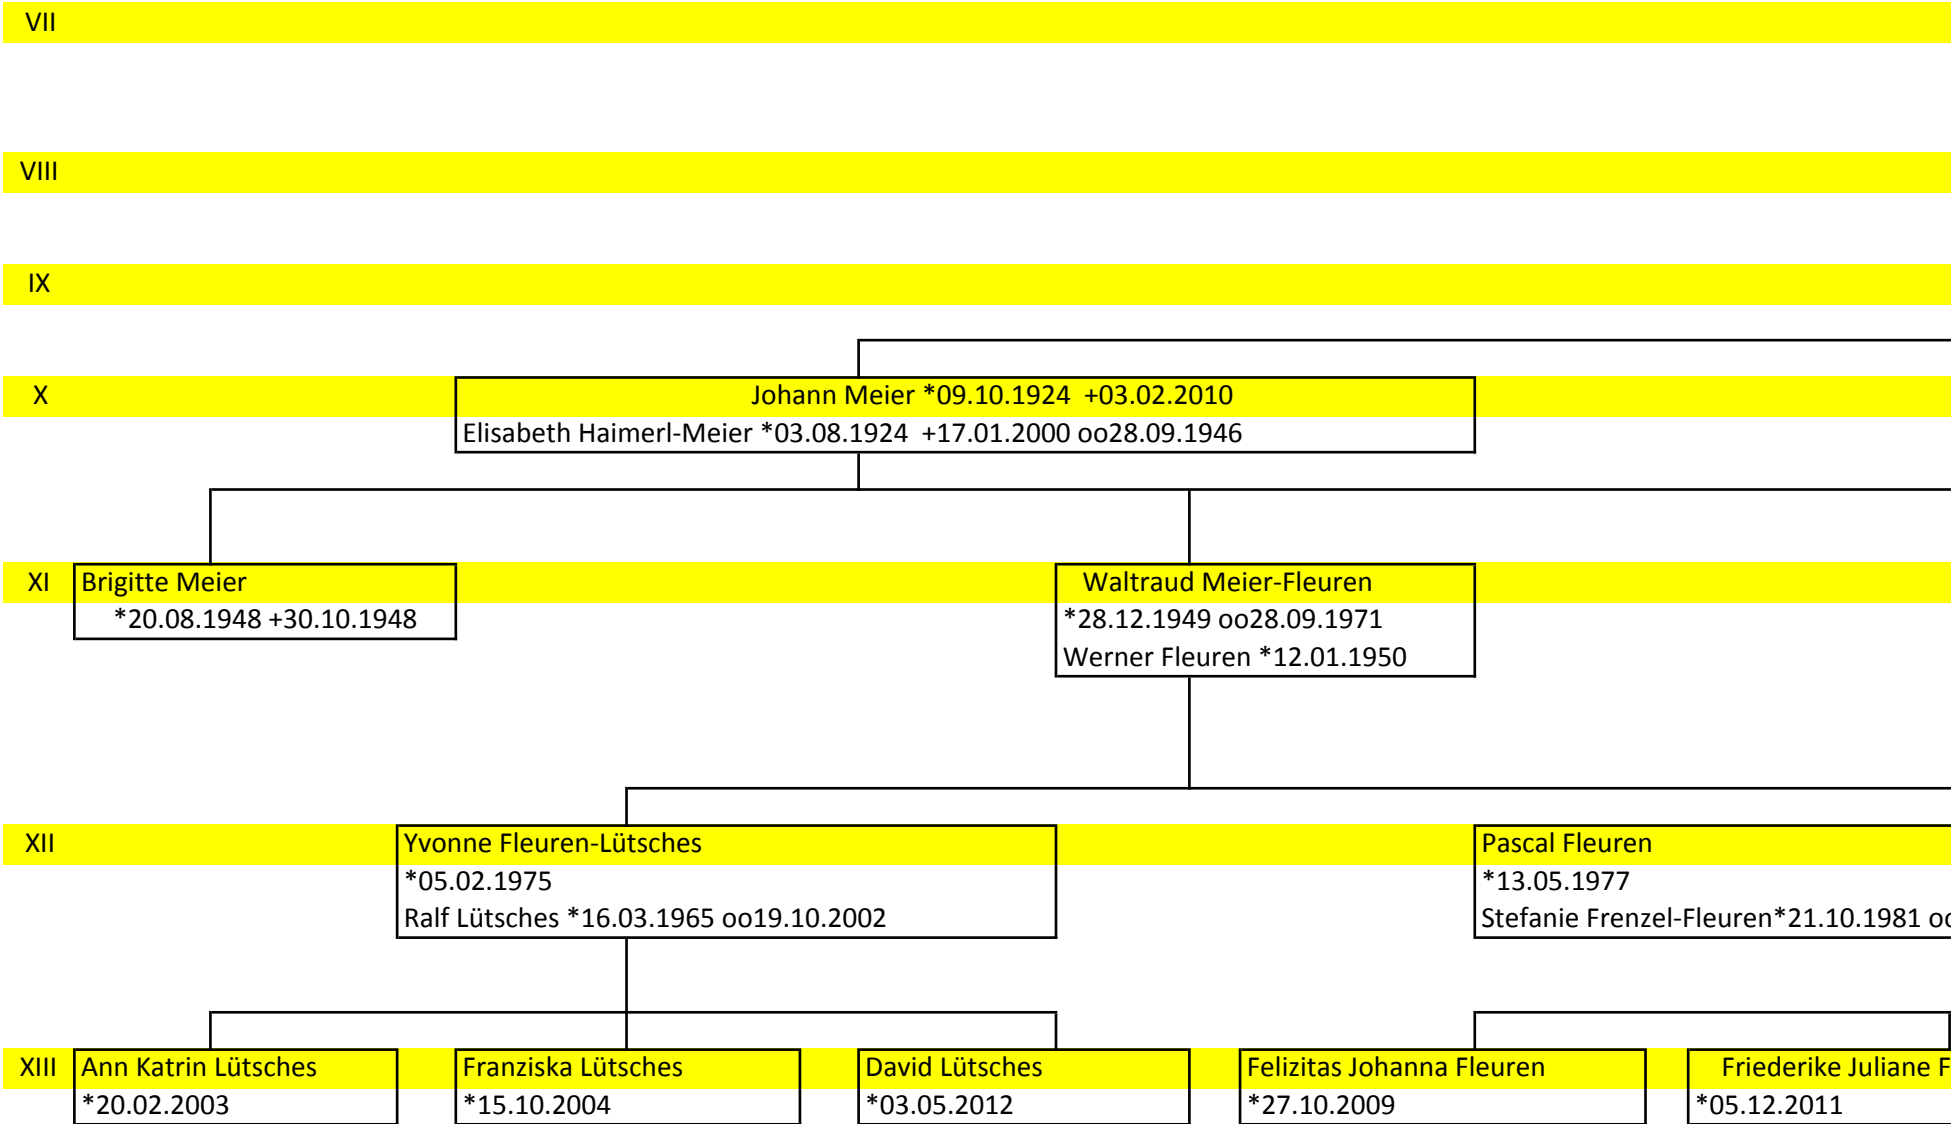 VII
VIII
IX
X
Johann Meier *09.10.1924 +03.02.2010
Elisabeth Haimerl-Meier *03.08.1924 +17.01.2000 oo28.09.1946
XI
Brigitte Meier
*20.08.1948 +30.10.1948
Waltraud Meier-Fleuren
*28.12.1949 oo28.09.1971
Werner Fleuren *12.01.1950
XII
Yvonne Fleuren-Lütsches
*05.02.1975
Ralf Lütsches *16.03.1965 oo19.10.2002
Pascal Fleuren
*13.05.1977
Stefanie Frenzel-Fleuren*21.10.1981
XIII
Ann Katrin Lütsches
*20.02.2003
Franziska Lütsches
*15.10.2004
David Lütsches
*03.05.2012
Felizitas Johanna Fleuren
*27.10.2009
Friederike Juliane
*05.12.2011